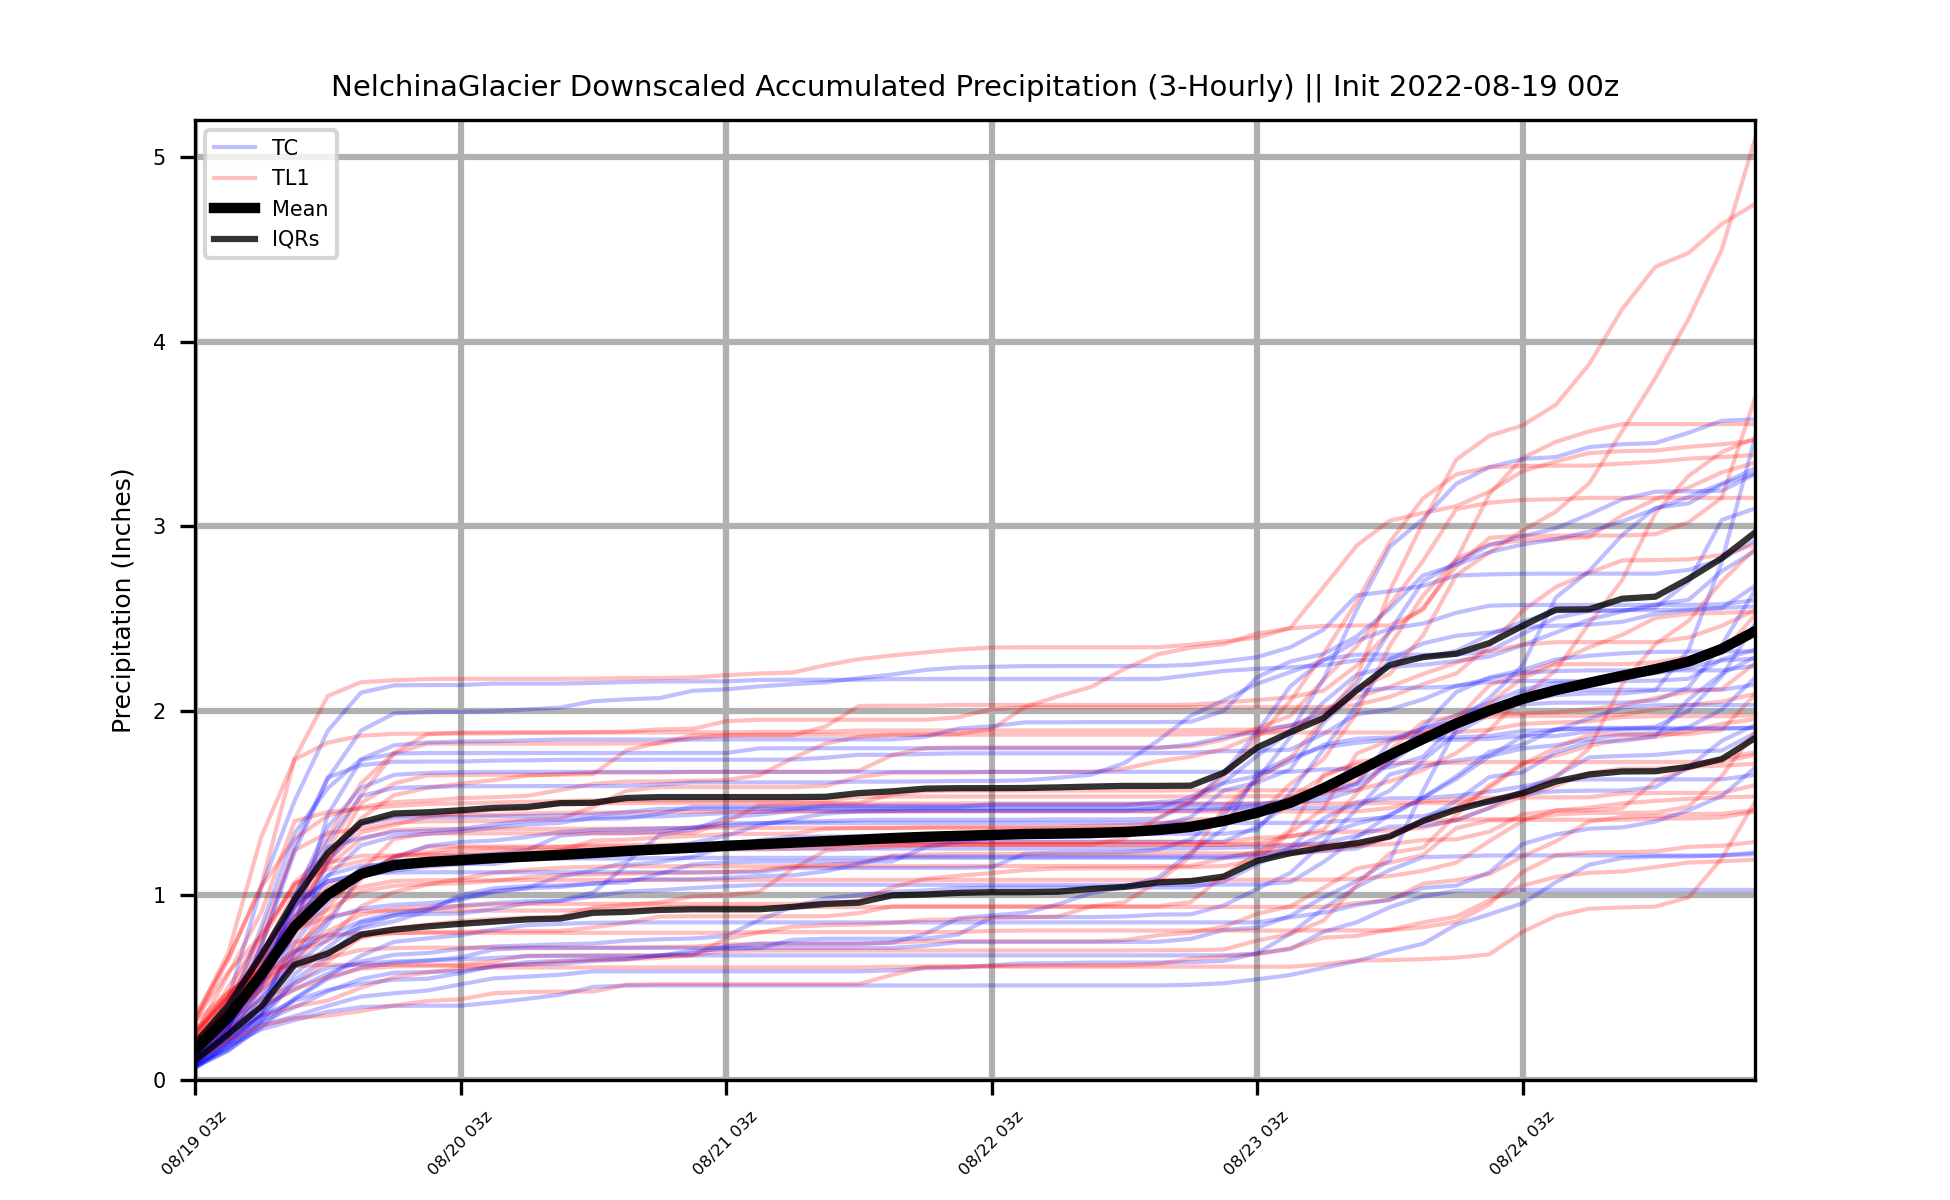 NelchinaGlacier Downscaled Accumulated Precipitation (3-Hourly) || Init 2022-08-19 00z
TC
TL1
Mean
IQRs
Precipitation (Inches)
5
4
3
2
1
0
08/19 03z
08/20 03z
08/21 03z
08/22 03z
08/23 03z
08/24 03z